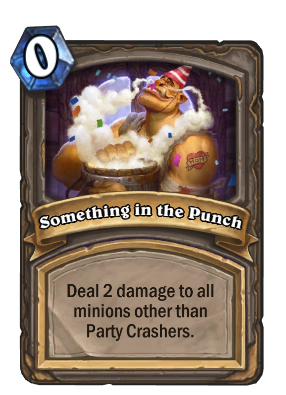 0
Something in the Punch
Deal 2 damage to all
minions other than
Party Crashers.